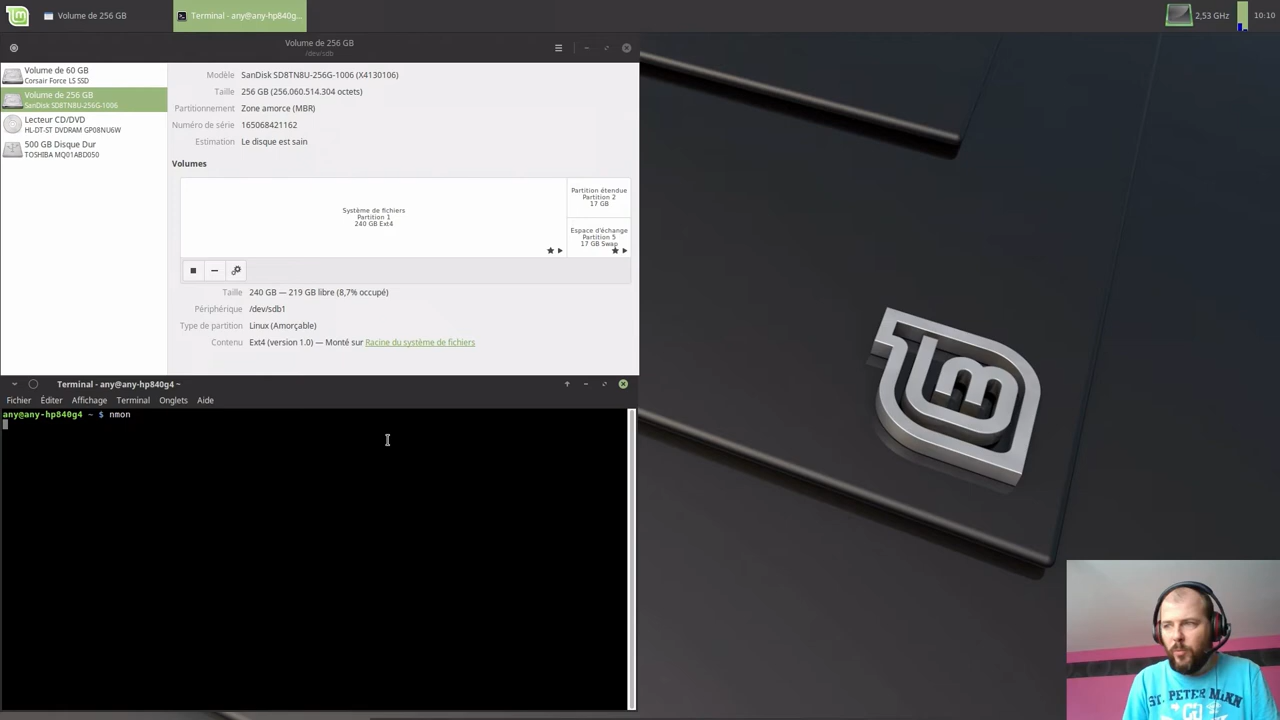 Volume de 256 GB
Terminal - any@any-hp840g...
2,53 GHz
10:10
Volume de 256 GB
/dev/sdb
Volume de 60 GB
Corsair Force LS SSD
Volume de 256 GB
SanDisk SD8TN8U-256G-1006
Lecteur CD/DVD
HL-DT-ST DVDRAM GP08NU6W
500 GB Disque Dur
TOSHIBA MQ01ABD050
Modèle SanDisk SD8TN8U-256G-1006 (X4130106)
Taille 256 GB (256.060.514.304 octets)
Partitionnement Zone amorce (MBR)
Numéro de série 165068421162
Estimation Le disque est sain
Volumes
Système de fichiers
Partition 1
240 GB Ext4
Partition étendue
Partition 2
17 GB
Espace d'échange
Partition 5
17 GB Swap
Taille 240 GB — 219 GB libre (8,7% occupé)
Périphérique /dev/sdb1
Type de partition Linux (Amorçable)
Contenu Ext4 (version 1.0) — Monté sur Racine du système de fichiers
Terminal - any@any-hp840g4 ~
Fichier Éditer Affichage Terminal Onglets Aide
any@any-hp840g4 ~ $ nmon
lm
ST. PETER MANN